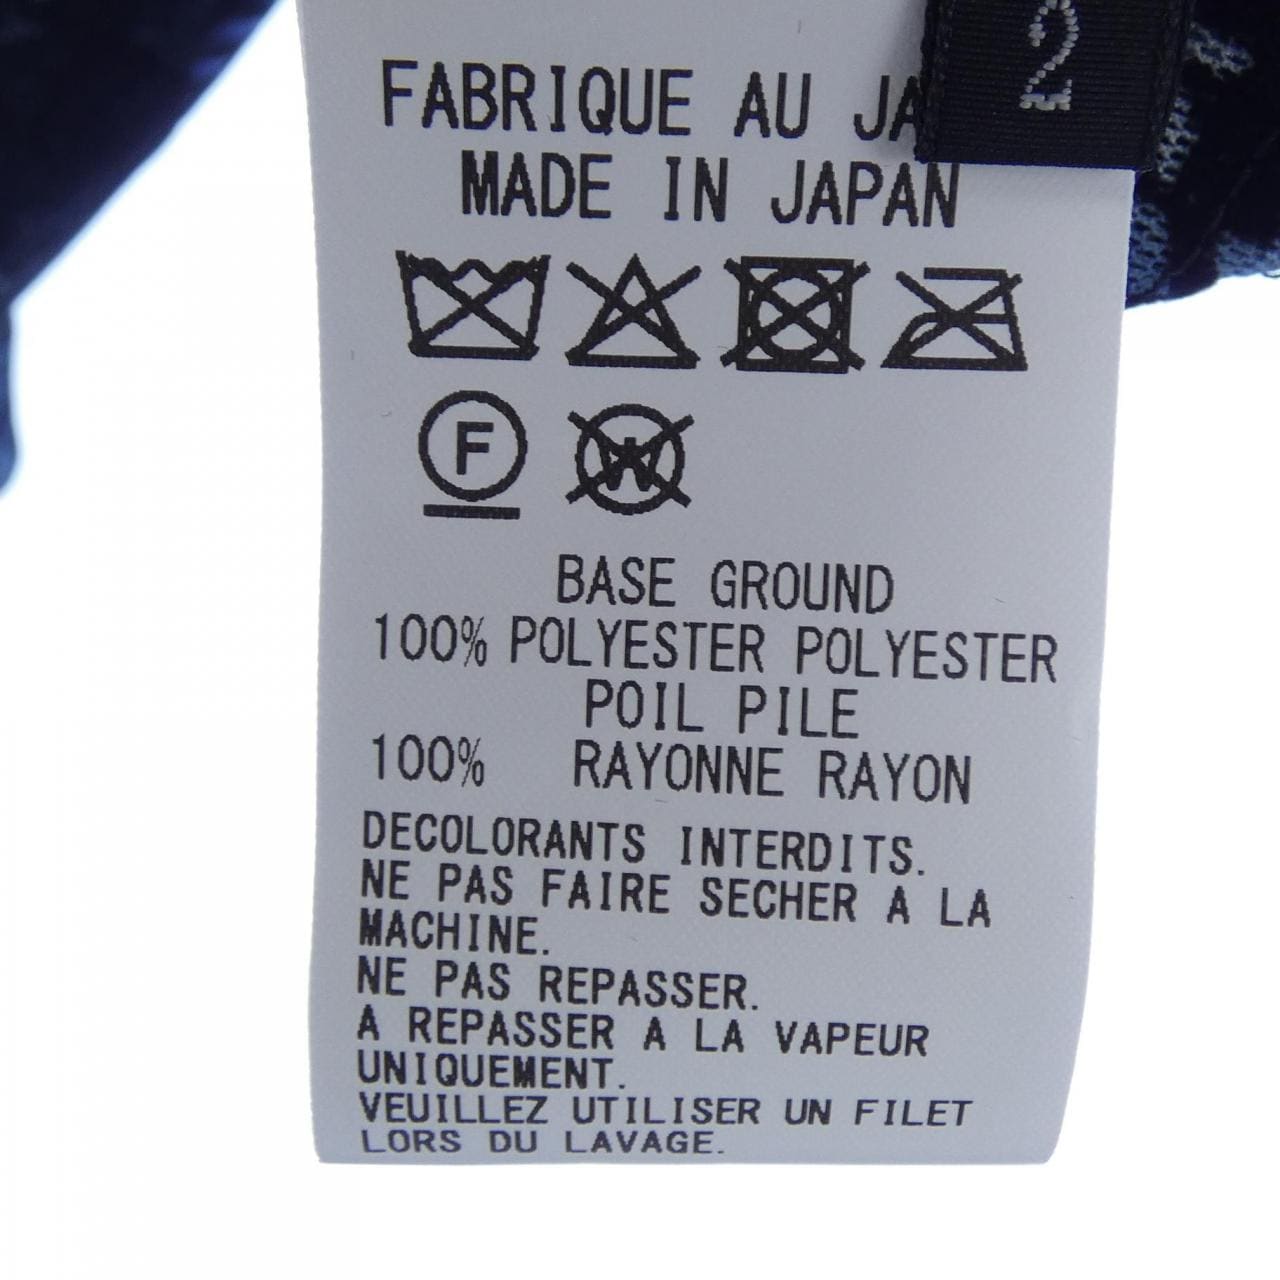 2
FABRIQUE AU
MADE IN JAPAN
F W
BASE GROUND
100% POLYESTER POLYESTER
POIL PILE
100% RAYONNE RAYON
DECOLORANTS INTERDITS.
NE PAS FAIRE SECHER A LA
MACHINE.
NE PAS REPASSER.
A REPASSER A LA VAPEUR
UNIQUEMENT.
VEUILLEZ UTILISER UN FILET
LORS DU LAVAGE.